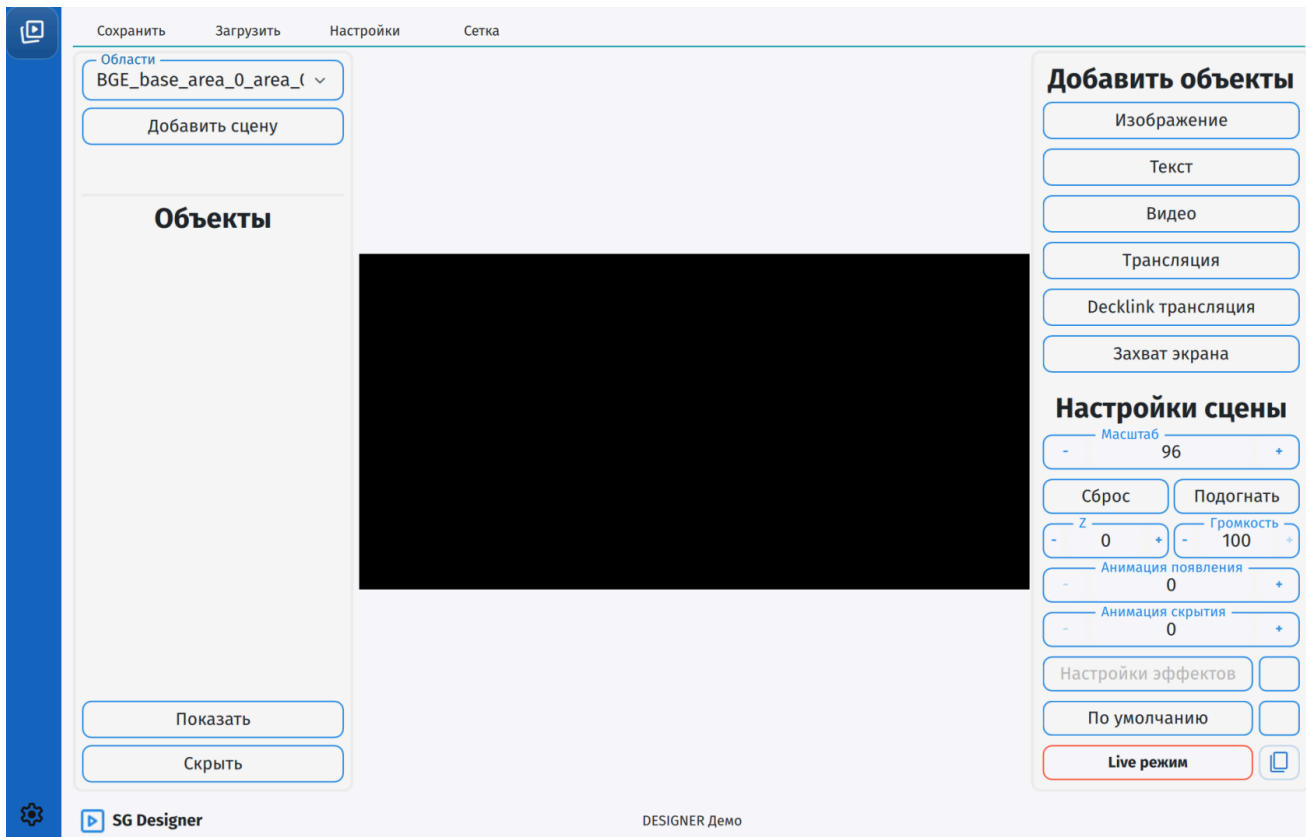 Сохранить Загрузить Настройки Сетка
Области
BGE_base_area_0_area_(
Добавить сцену
Объекты
Показать
Скрыть
Добавить объекты
Изображение
Текст
Видео
Трансляция
Decklink трансляция
Захват экрана
Настройки сцены
Масштаб
- 96 +
Сброс Подогнать
Z Громкость
- 0 + - 100 +
Анимация появления
- 0 +
Анимация скрытия
- 0 +
Настройки эффектов
По умолчанию
Live режим
SG Designer
DESIGNER Демо